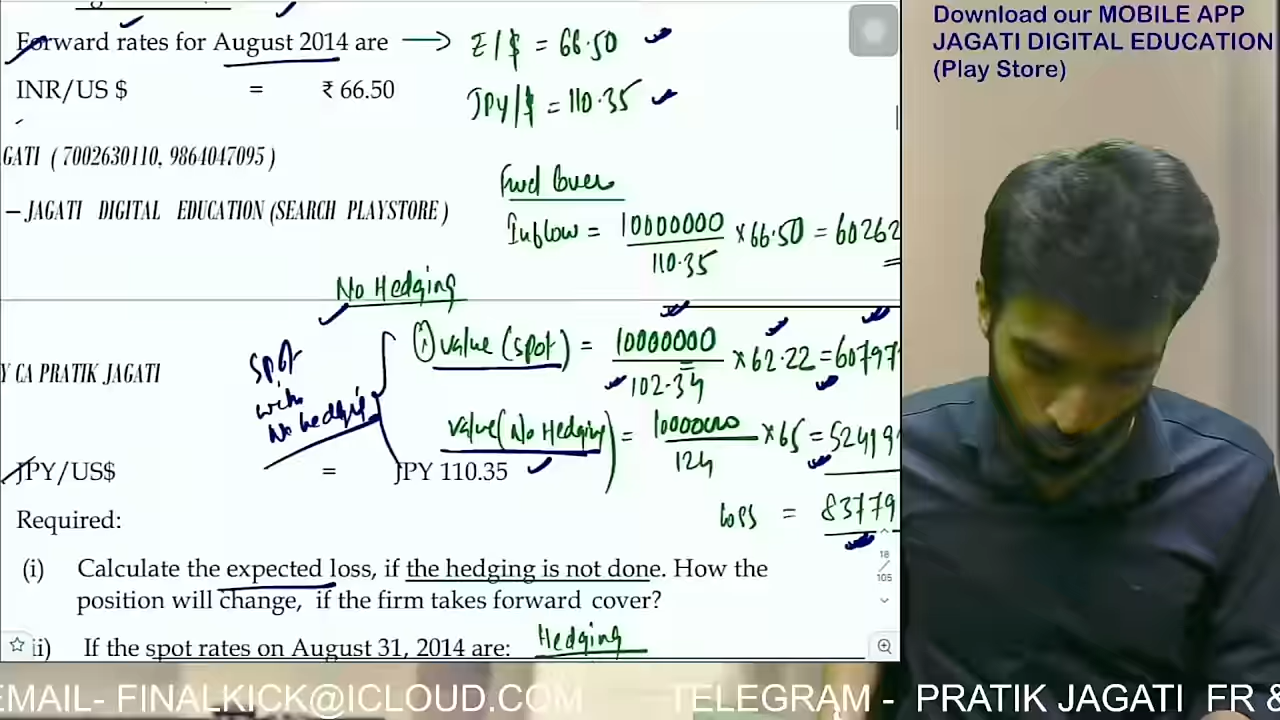 Download our MOBILE APP
JAGATI DIGITAL EDUCATION
(Play Store)
Forward rates for August 2014 are → ₹/$ = 66.50
INR/US $ = ₹ 66.50
JPY/$ = 110.35
GATI ( 7002630110, 9864047095 )
– JAGATI DIGITAL EDUCATION (SEARCH PLAYSTORE )
Fwd Cover
Inflow = 10000000 / 110.35 × 66.50 = 60262
No Hedging
Y CA PRATIK JAGATI
spot
with
No hedging
(i) value (spot) = 10000000 / 102.34 × 62.22 = 60797
value (No Hedging) = 10000000 / 124 × 65 = 52419
JPY/US$ = JPY 110.35
loss = 83779
Required:
(i) Calculate the expected loss, if the hedging is not done. How the
position will change, if the firm takes forward cover?
ii) If the spot rates on August 31, 2014 are: Hedging
18
/
105
EMAIL- FINALKICK@ICLOUD.COM TELEGRAM - PRATIK JAGATI FR &